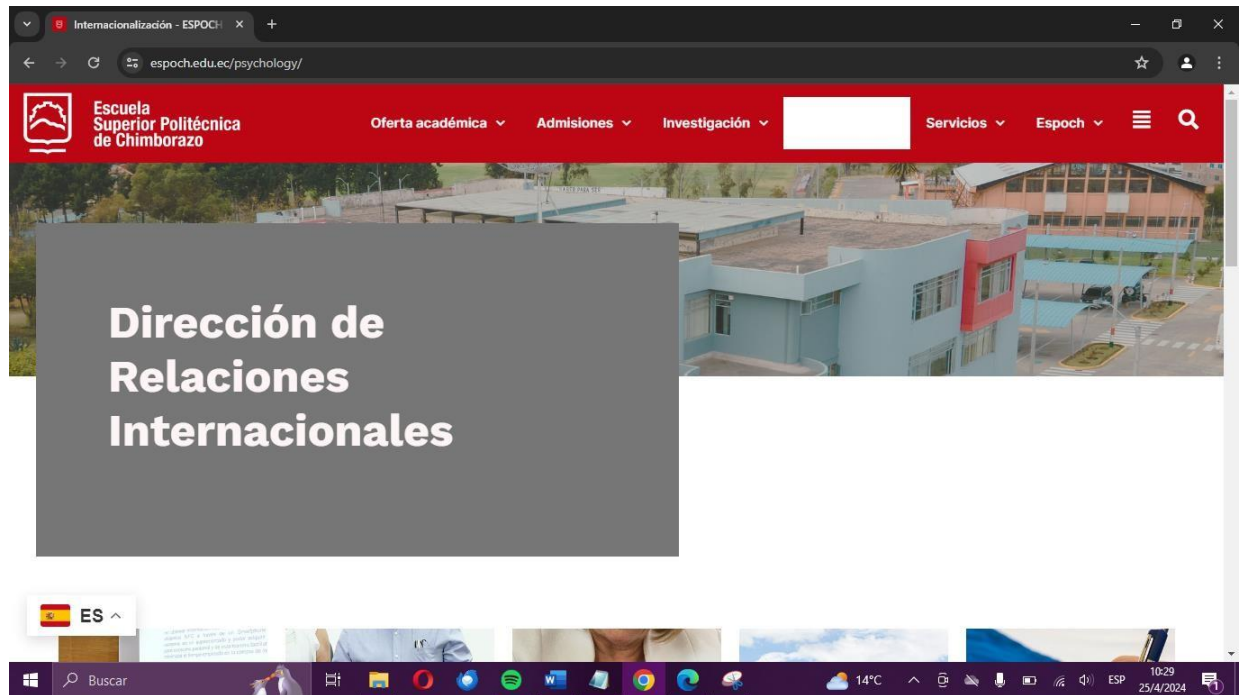 Internacionalización - ESPOCH
espoch.edu.ec/psychology/
Escuela
Superior Politécnica
de Chimborazo
Oferta académica
Admisiones
Investigación
Servicios
Espoch
Dirección de
Relaciones
Internacionales
ES
Buscar
14°C
ESP
10:29
25/4/2024